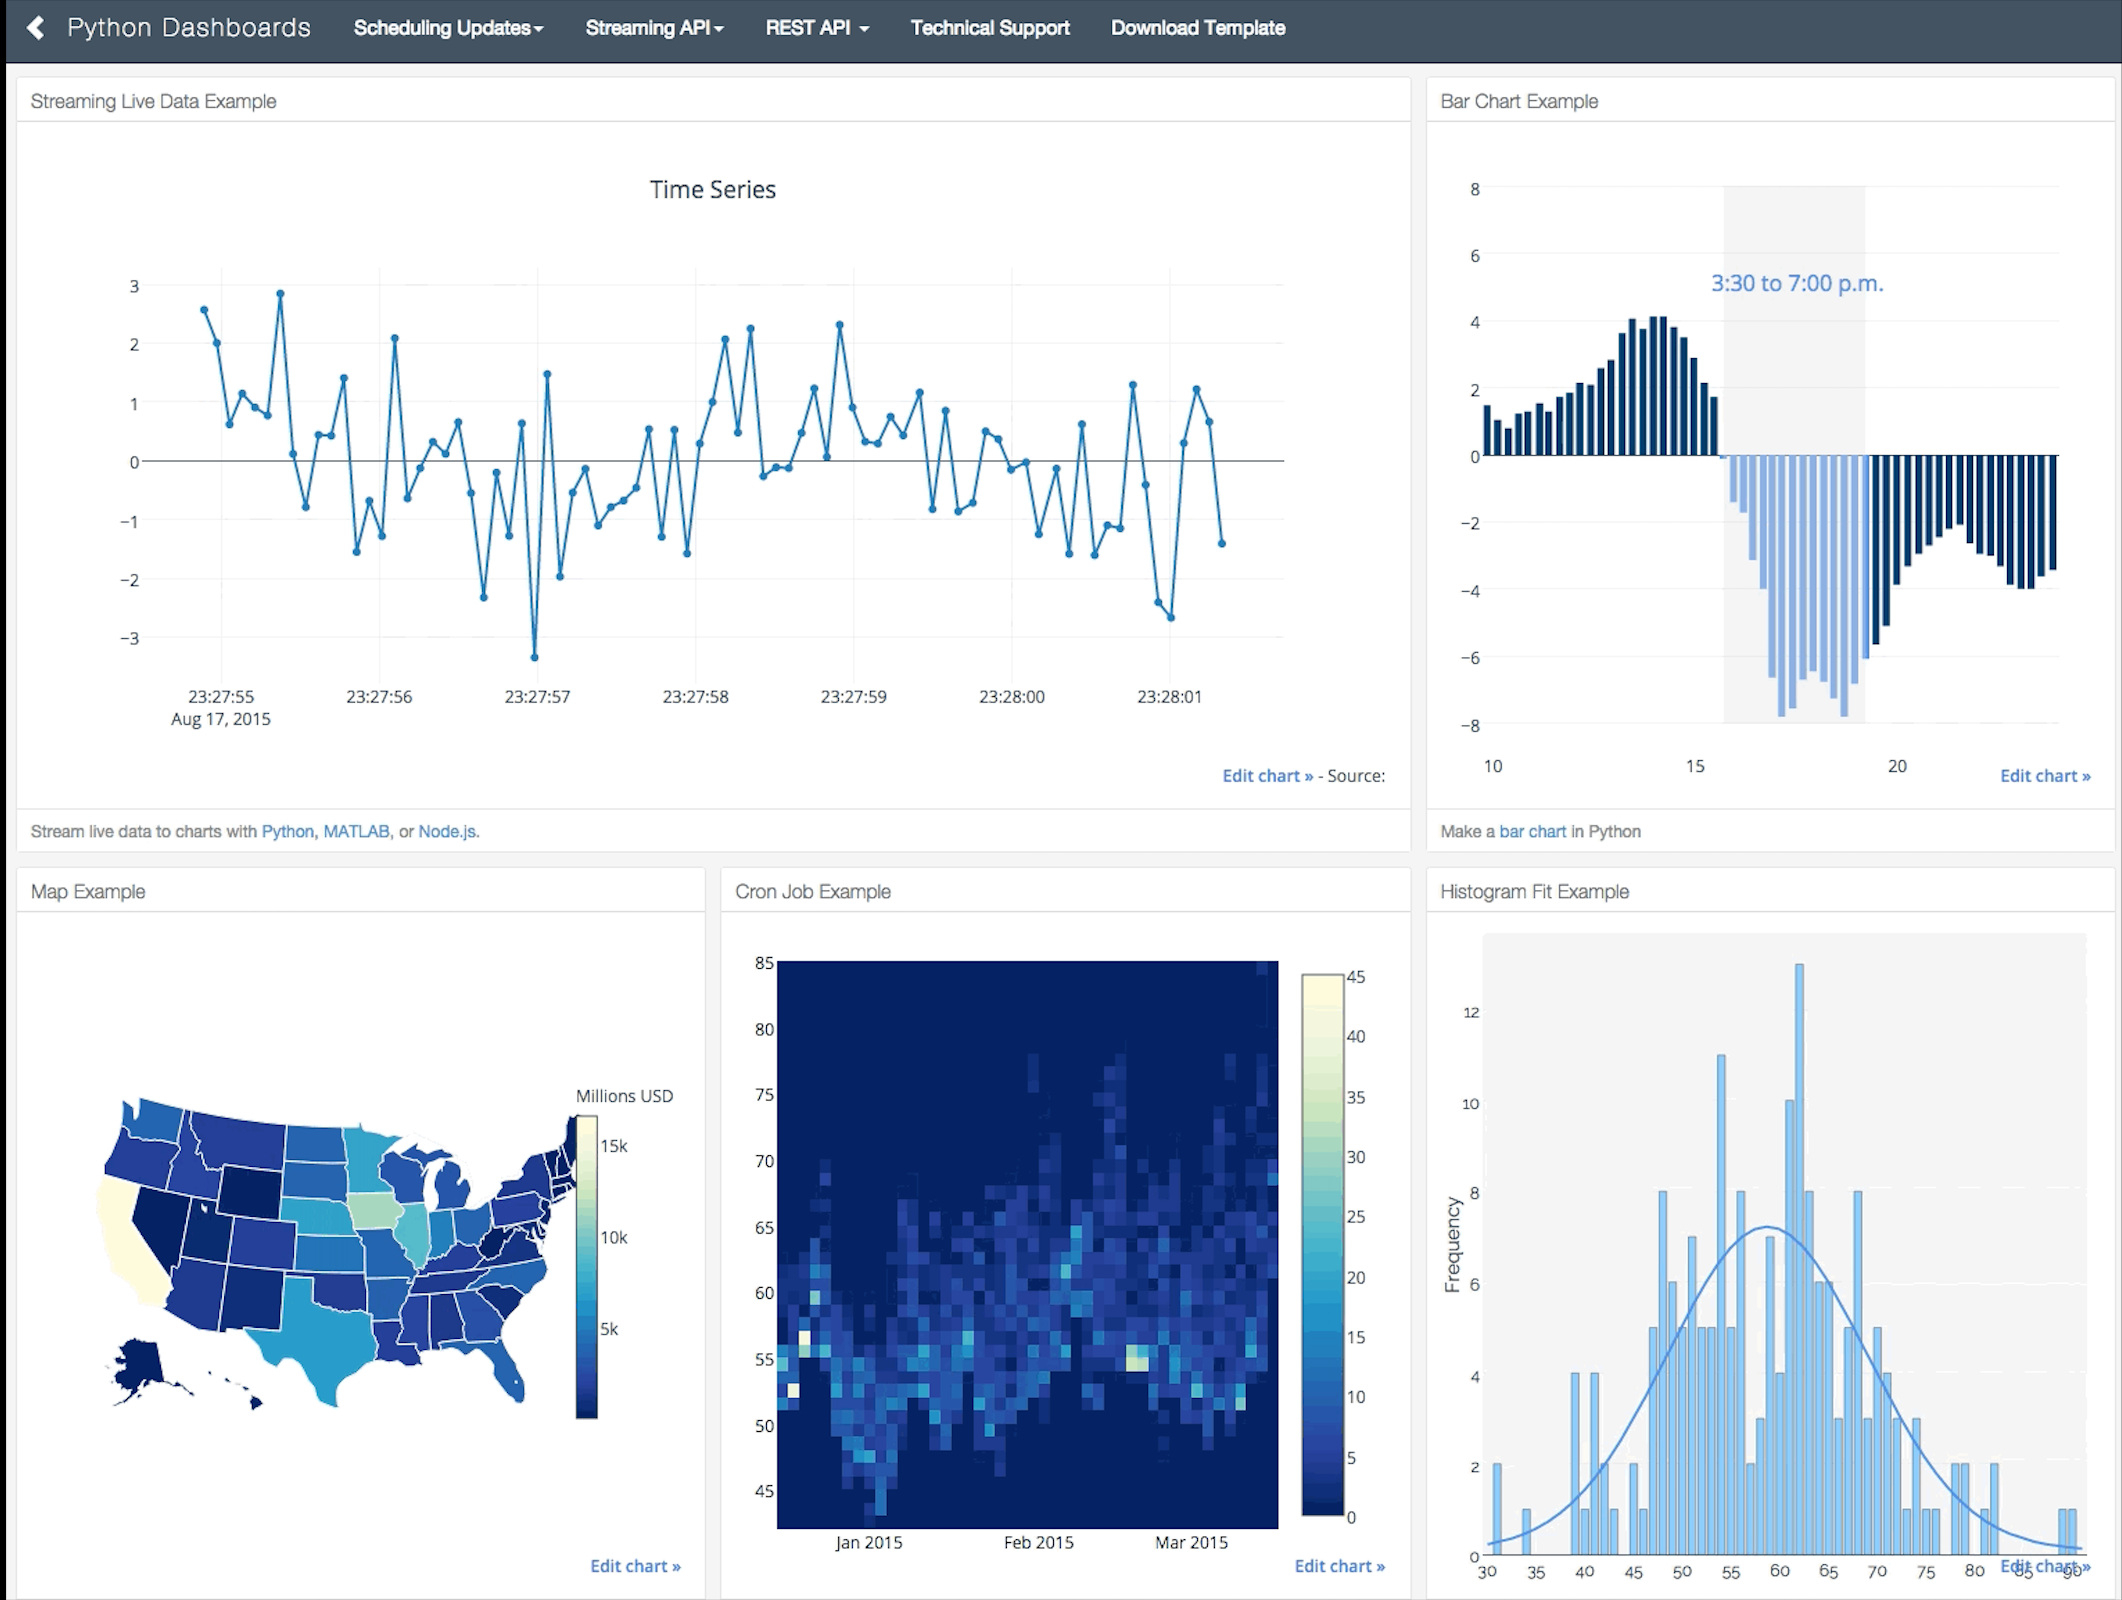 Python Dashboards Scheduling Updates Streaming API REST API Technical Support Download Template
Streaming Live Data Example
Time Series
3
2
1
0
−1
−2
−3
23:27:55 23:27:56 23:27:57 23:27:58 23:27:59 23:28:00 23:28:01
Aug 17, 2015
Edit chart » - Source:
Stream live data to charts with Python, MATLAB, or Node.js.
Bar Chart Example
8
6
3:30 to 7:00 p.m.
4
2
0
−2
−4
−6
−8
10 15 20
Edit chart »
Make a bar chart in Python
Map Example
Millions USD
15k
10k
5k
Edit chart »
Cron Job Example
85
80
75
70
65
60
55
50
45
Jan 2015 Feb 2015 Mar 2015
45
40
35
30
25
20
15
10
5
0
Edit chart »
Histogram Fit Example
Frequency
12
10
8
6
4
2
0
30 35 40 45 50 55 60 65 70 75 80 85 90
Edit chart »